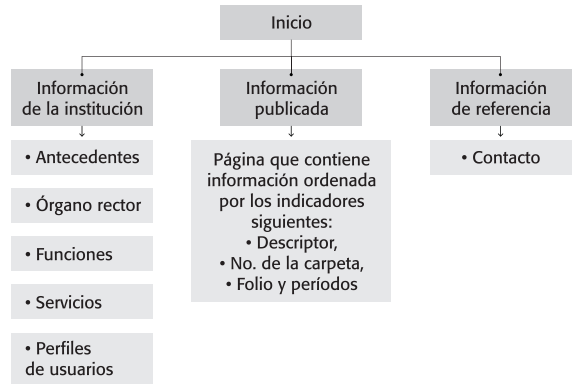 Inicio
Información
de la institución
• Antecedentes
• Órgano rector
• Funciones
• Servicios
• Perfiles
de usuarios
Información
publicada
Página que contiene
información ordenada
por los indicadores
siguientes:
• Descriptor,
• No. de la carpeta,
• Folio y períodos
Información
de referencia
• Contacto